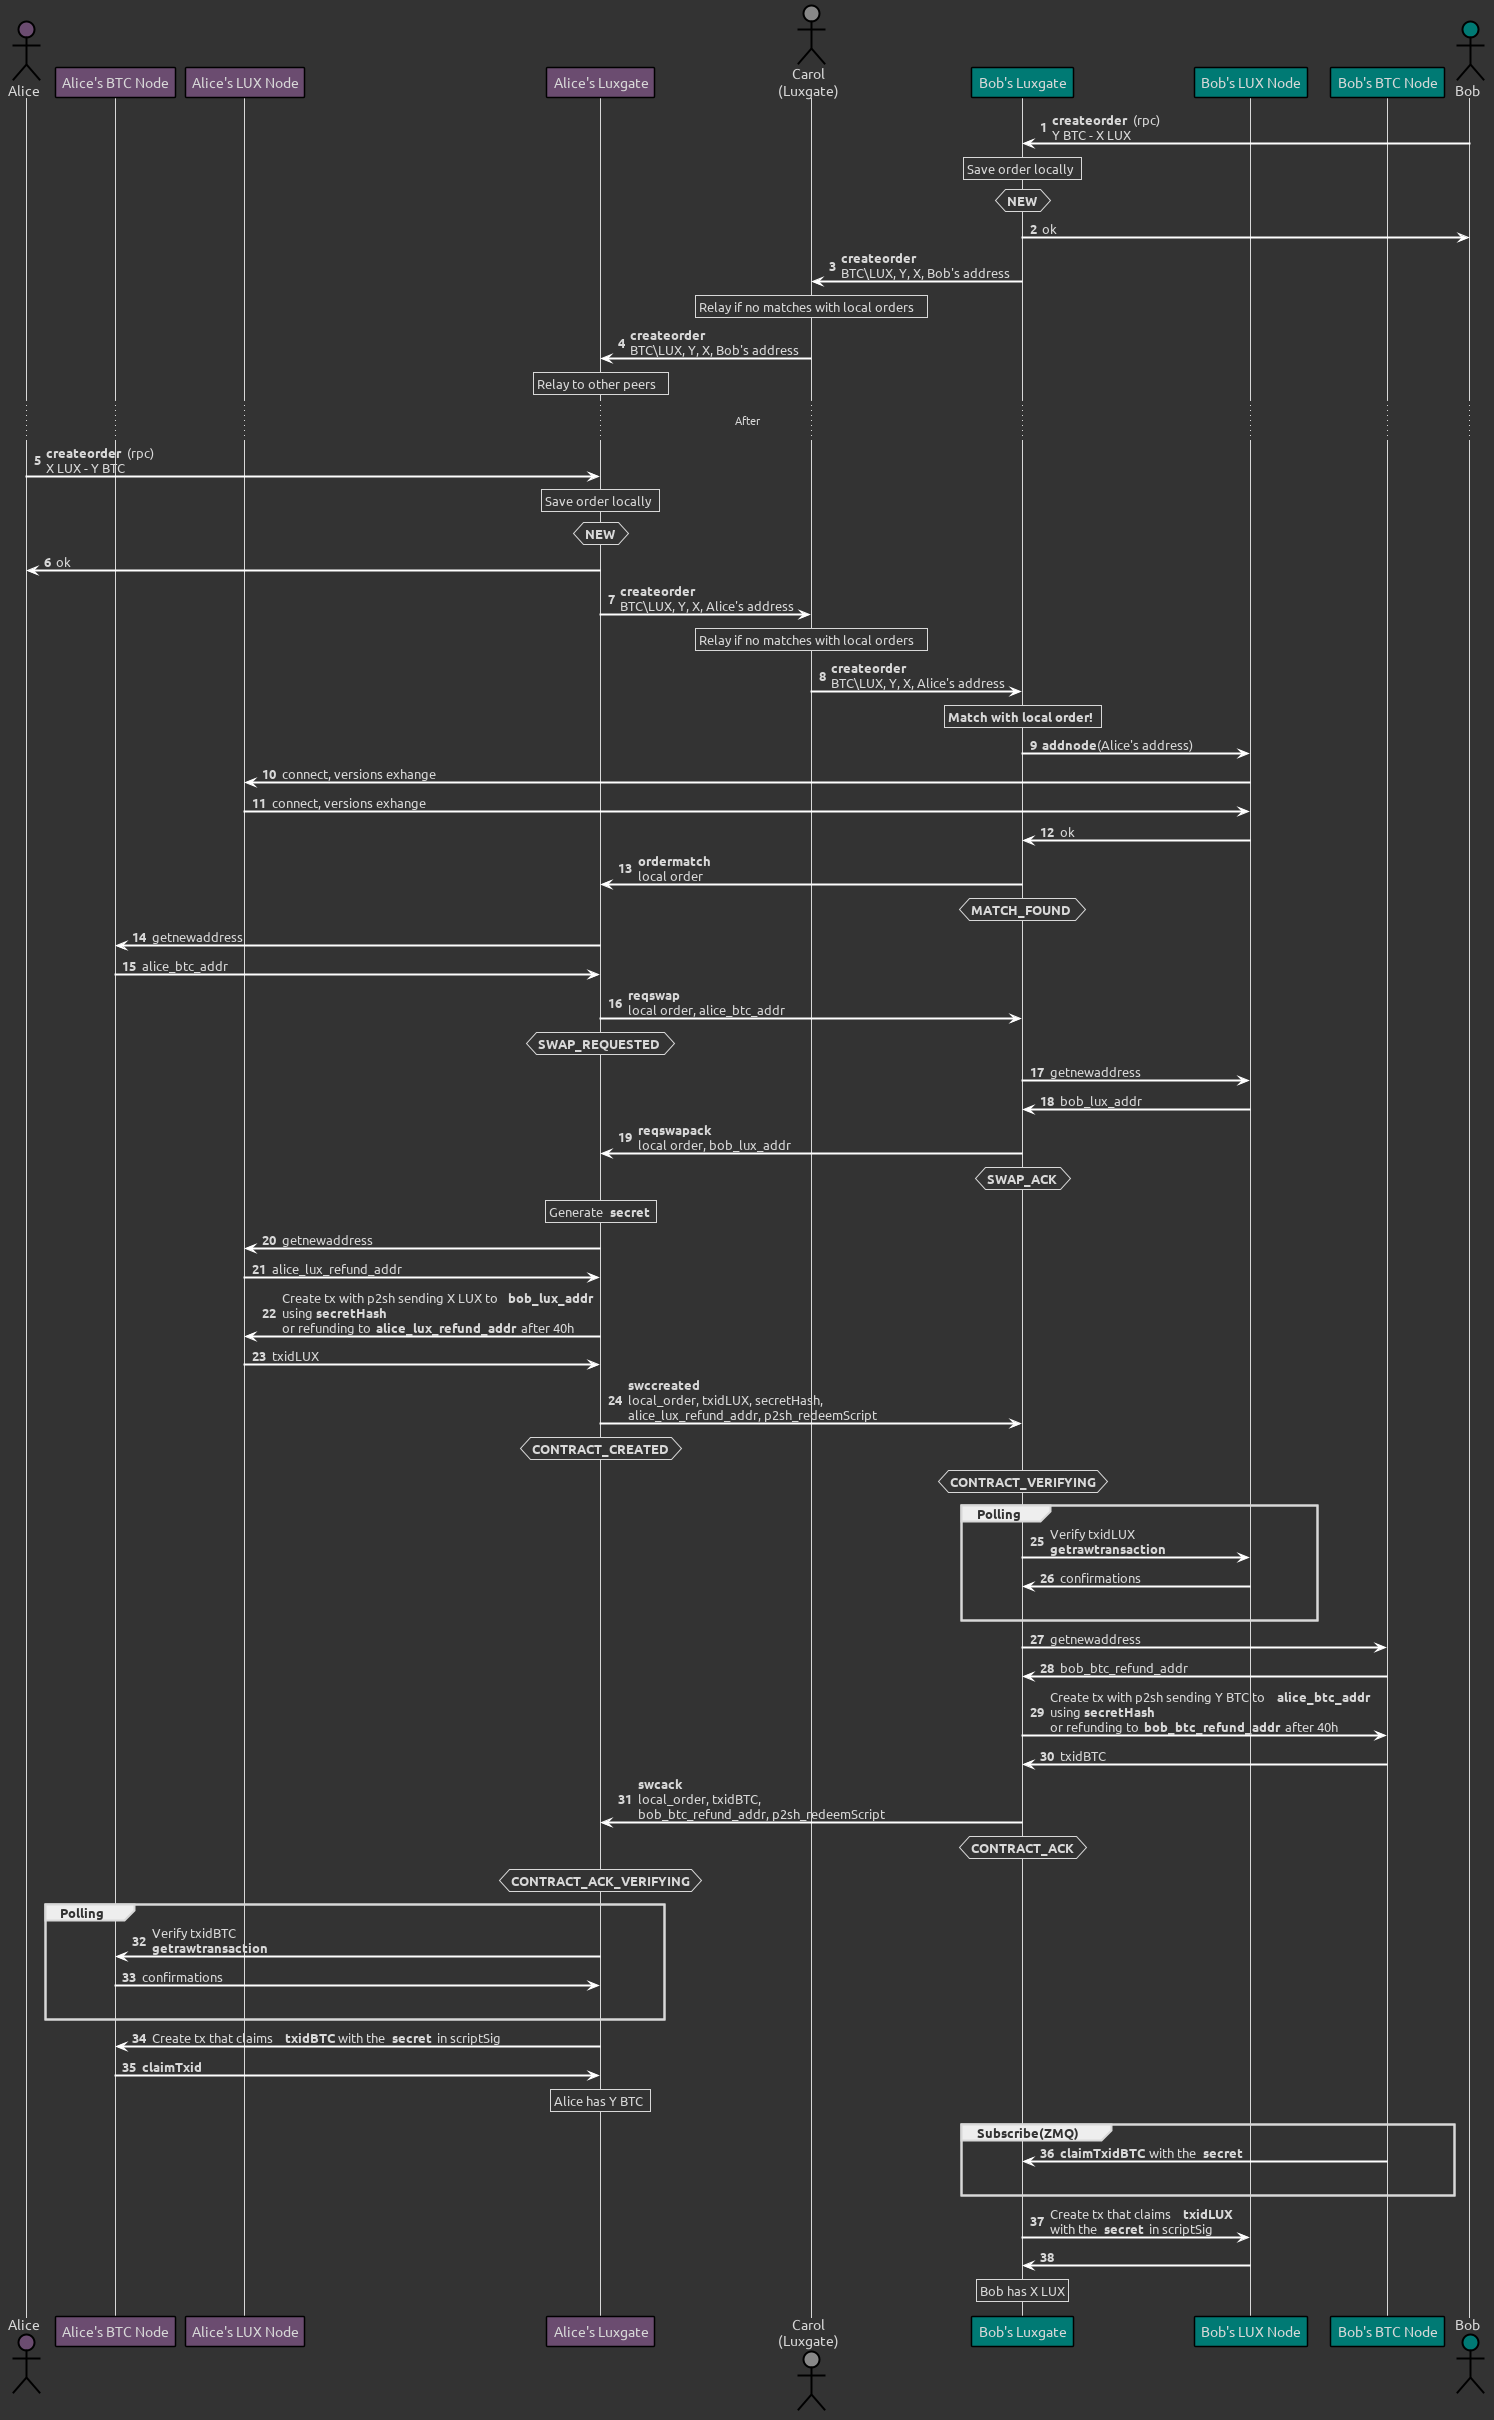 Alice
Alice's BTC Node
Alice's LUX Node
Alice's Luxgate
Carol
(Luxgate)
Bob's Luxgate
Bob's LUX Node
Bob's BTC Node
Bob
1 createorder (rpc)
Y BTC - X LUX
Save order locally
NEW
2 ok
3 createorder
BTC\LUX, Y, X, Bob's address
Relay if no matches with local orders
4 createorder
BTC\LUX, Y, X, Bob's address
Relay to other peers
After
5 createorder (rpc)
X LUX - Y BTC
Save order locally
NEW
6 ok
7 createorder
BTC\LUX, Y, X, Alice's address
Relay if no matches with local orders
8 createorder
BTC\LUX, Y, X, Alice's address
Match with local order!
9 addnode(Alice's address)
10 connect, versions exhange
11 connect, versions exhange
12 ok
13 ordermatch
local order
MATCH_FOUND
14 getnewaddress
15 alice_btc_addr
16 reqswap
local order, alice_btc_addr
SWAP_REQUESTED
17 getnewaddress
18 bob_lux_addr
19 reqswapack
local order, bob_lux_addr
SWAP_ACK
Generate secret
20 getnewaddress
21 alice_lux_refund_addr
22 Create tx with p2sh sending X LUX to bob_lux_addr
using secretHash
or refunding to alice_lux_refund_addr after 40h
23 txidLUX
24 swccreated
local_order, txidLUX, secretHash,
alice_lux_refund_addr, p2sh_redeemScript
CONTRACT_CREATED
CONTRACT_VERIFYING
Polling
25 Verify txidLUX
getrawtransaction
26 confirmations
27 getnewaddress
28 bob_btc_refund_addr
29 Create tx with p2sh sending Y BTC to alice_btc_addr
using secretHash
or refunding to bob_btc_refund_addr after 40h
30 txidBTC
31 swcack
local_order, txidBTC,
bob_btc_refund_addr, p2sh_redeemScript
CONTRACT_ACK
CONTRACT_ACK_VERIFYING
Polling
32 Verify txidBTC
getrawtransaction
33 confirmations
34 Create tx that claims txidBTC with the secret in scriptSig
35 claimTxid
Alice has Y BTC
Subscribe(ZMQ)
36 claimTxidBTC with the secret
37 Create tx that claims txidLUX
with the secret in scriptSig
38
Bob has X LUX
Alice
Alice's BTC Node
Alice's LUX Node
Alice's Luxgate
Carol
(Luxgate)
Bob's Luxgate
Bob's LUX Node
Bob's BTC Node
Bob